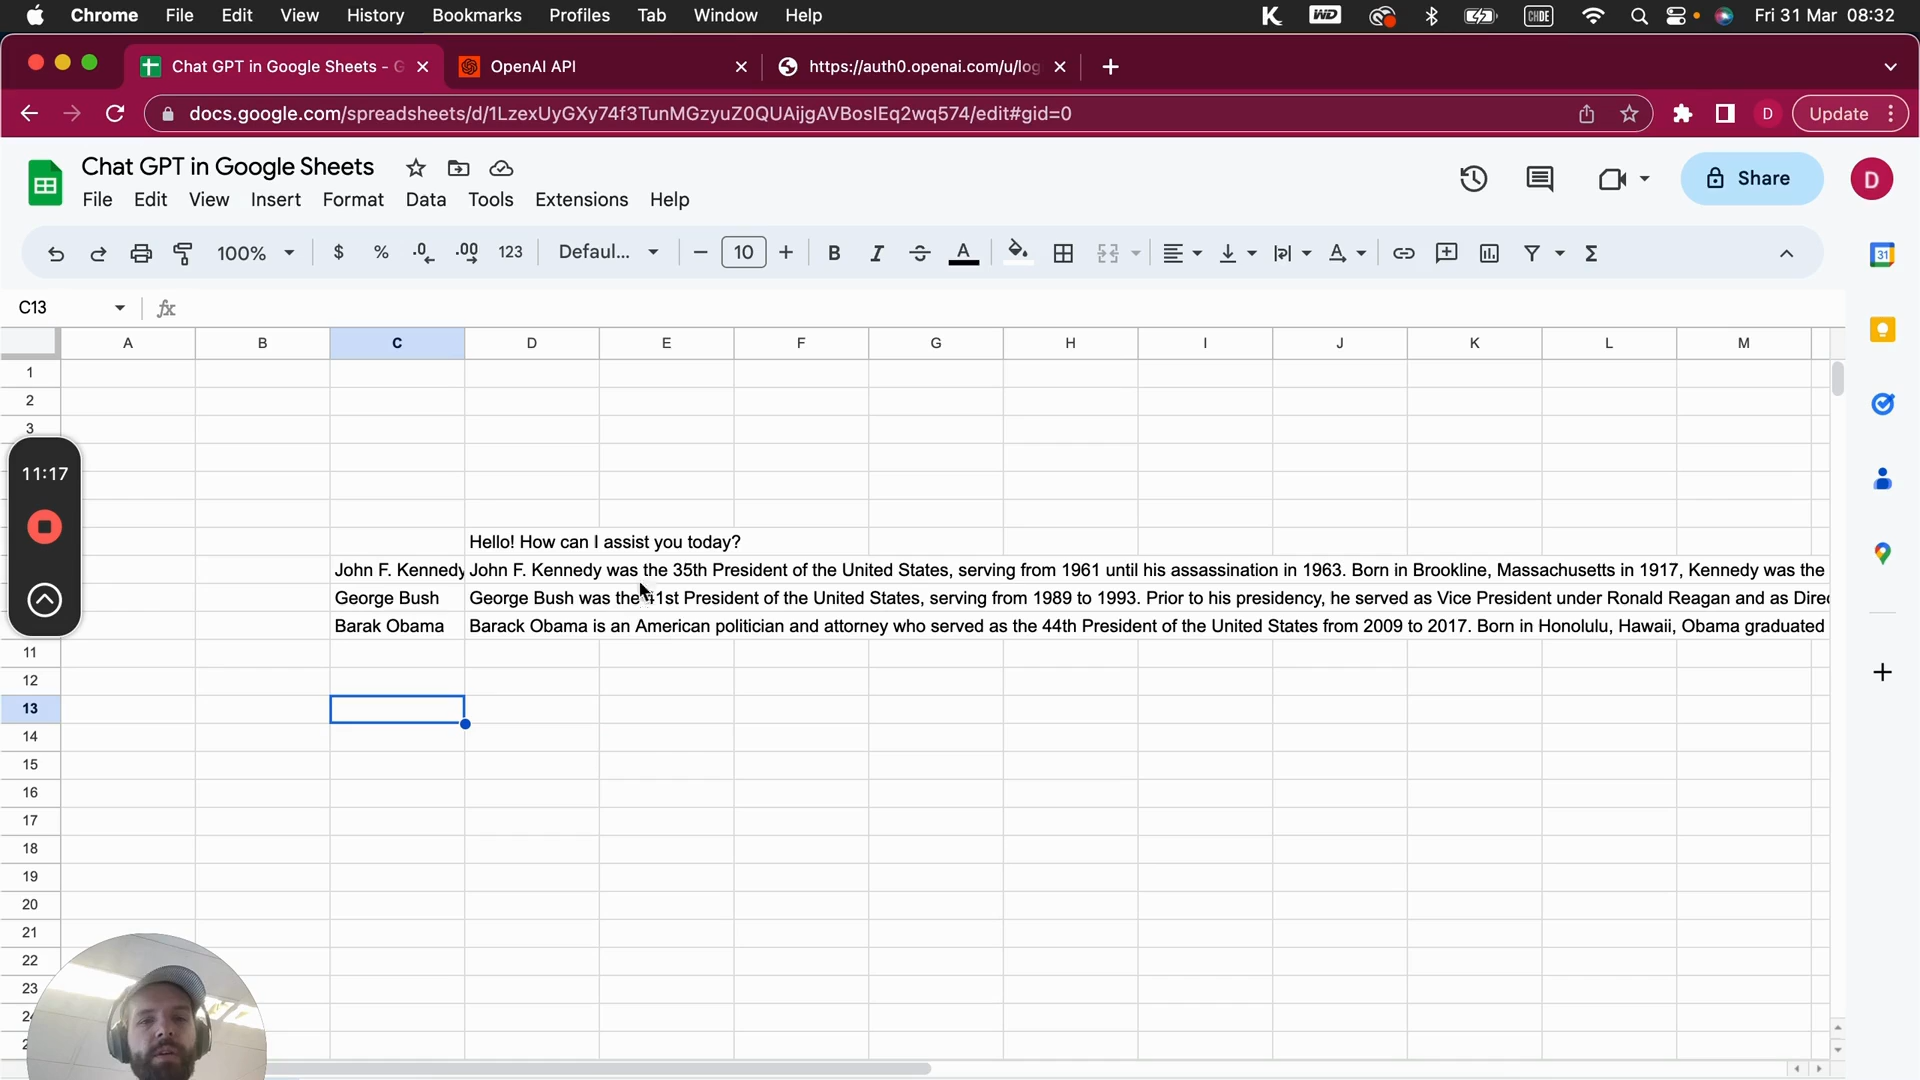 Chrome File Edit View History Bookmarks Profiles Tab Window Help Fri 31 Mar 08:32
Chat GPT in Google Sheets - G OpenAI API https://auth0.openai.com/u/log
docs.google.com/spreadsheets/d/1LzexUyGXy74f3TunMGzyuZ0QUAijgAVBosIEq2wq574/edit#gid=0 D Update
Chat GPT in Google Sheets
Share D
File Edit View Insert Format Data Tools Extensions Help
100% $ % .0 .00 123 Defaul... 10 B I A 31
C13 fx
A B C D E F G H I J K L M
1
2
3
11:17
Hello! How can I assist you today?
John F. Kennedy John F. Kennedy was the 35th President of the United States, serving from 1961 until his assassination in 1963. Born in Brookline, Massachusetts in 1917, Kennedy was the
George Bush George Bush was the 41st President of the United States, serving from 1989 to 1993. Prior to his presidency, he served as Vice President under Ronald Reagan and as Direc
Barak Obama Barack Obama is an American politician and attorney who served as the 44th President of the United States from 2009 to 2017. Born in Honolulu, Hawaii, Obama graduated
11
12
13
14
15
16
17
18
19
20
21
22
23